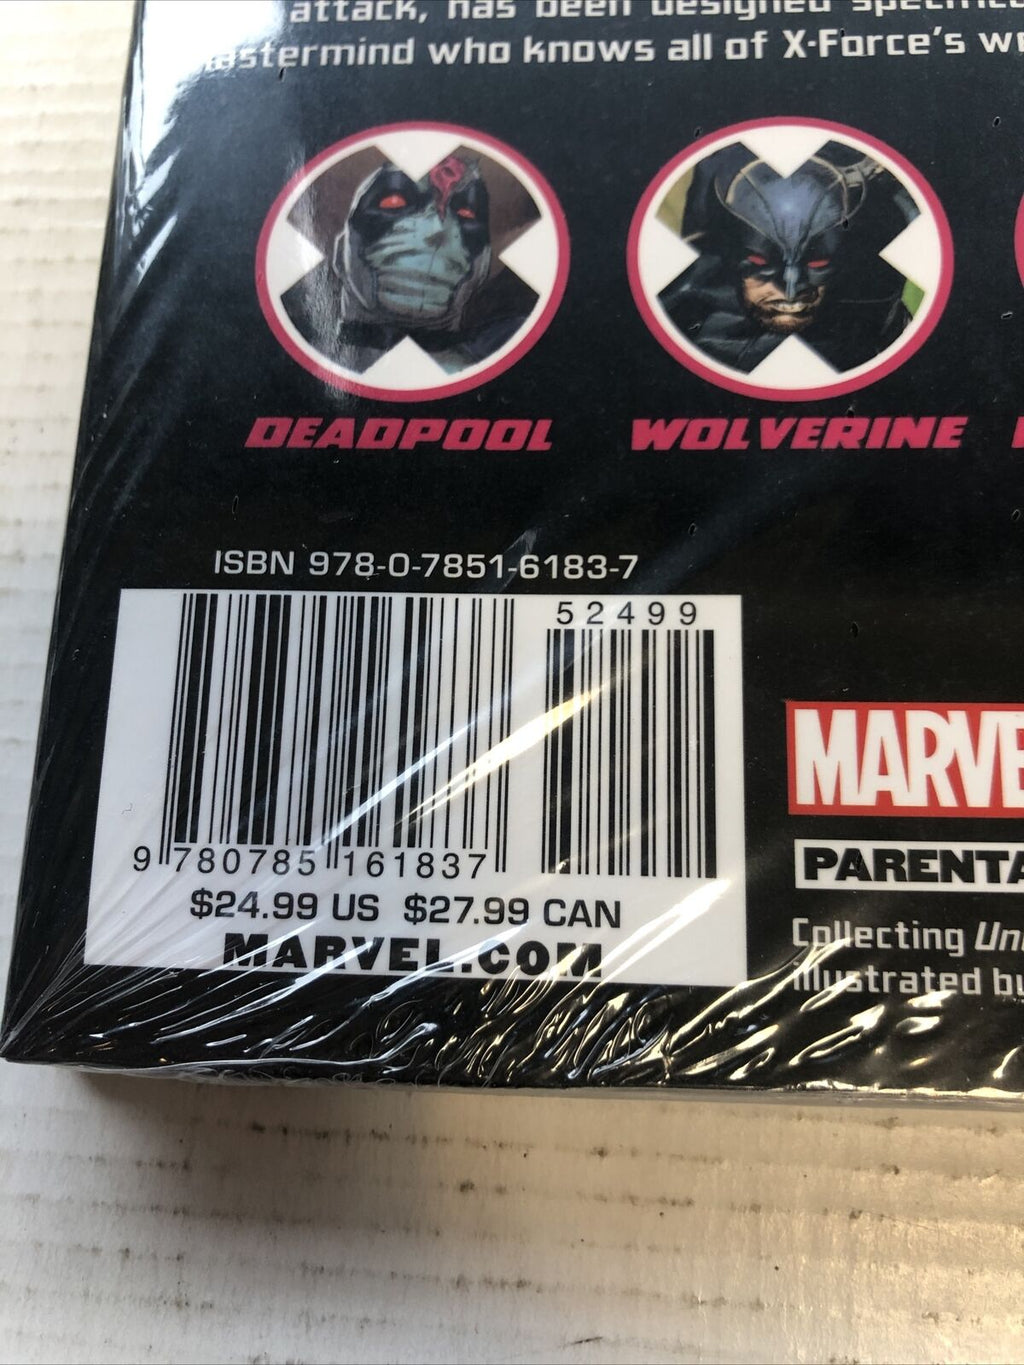 attack, has been designed
mastermind who knows all of X-Force's
DEADPOOL WOLVERINE
ISBN 978-0-7851-6183-7
52499
9 780785 161837
$24.99 US $27.99 CAN
MARVEL.COM
MARVE
PARENTA
Collecting Un
illustrated by